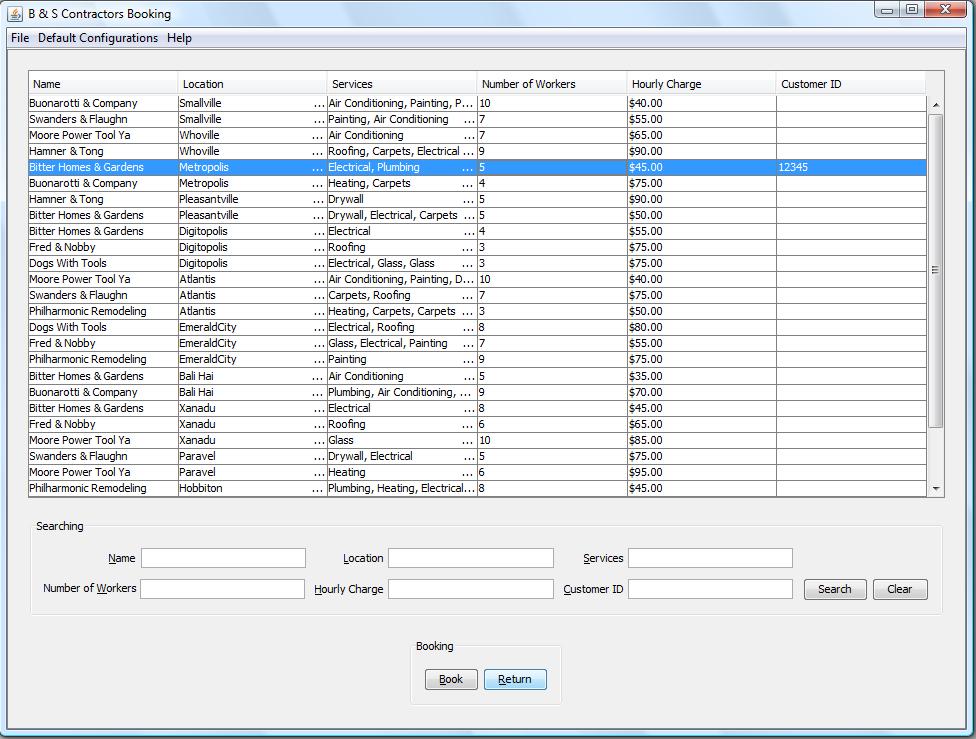 B & S Contractors Booking
File Default Configurations Help
Name Location Services Number of Workers Hourly Charge Customer ID
Buonarotti & Company Smallville ... Air Conditioning, Painting, P... 10 $40.00
Swanders & Flaughn Smallville ... Painting, Air Conditioning ... 7 $55.00
Moore Power Tool Ya Whoville ... Air Conditioning ... 7 $65.00
Hamner & Tong Whoville ... Roofing, Carpets, Electrical ... 9 $90.00
Bitter Homes & Gardens Metropolis ... Electrical, Plumbing ... 5 $45.00 12345
Buonarotti & Company Metropolis ... Heating, Carpets ... 4 $75.00
Hamner & Tong Pleasantville ... Drywall ... 5 $90.00
Bitter Homes & Gardens Pleasantville ... Drywall, Electrical, Carpets ... 5 $50.00
Bitter Homes & Gardens Digitopolis ... Electrical ... 4 $55.00
Fred & Nobby Digitopolis ... Roofing ... 3 $75.00
Dogs With Tools Digitopolis ... Electrical, Glass, Glass ... 3 $75.00
Moore Power Tool Ya Atlantis ... Air Conditioning, Painting, D... 10 $40.00
Swanders & Flaughn Atlantis ... Carpets, Roofing ... 7 $75.00
Philharmonic Remodeling Atlantis ... Heating, Carpets, Carpets ... 3 $50.00
Dogs With Tools EmeraldCity ... Electrical, Roofing ... 8 $80.00
Fred & Nobby EmeraldCity ... Glass, Electrical, Painting ... 7 $55.00
Philharmonic Remodeling EmeraldCity ... Painting ... 9 $75.00
Bitter Homes & Gardens Bali Hai ... Air Conditioning ... 5 $35.00
Buonarotti & Company Bali Hai ... Plumbing, Air Conditioning, ... 9 $70.00
Bitter Homes & Gardens Xanadu ... Electrical ... 8 $45.00
Fred & Nobby Xanadu ... Roofing ... 6 $65.00
Moore Power Tool Ya Xanadu ... Glass ... 10 $85.00
Swanders & Flaughn Paravel ... Drywall, Electrical ... 5 $75.00
Moore Power Tool Ya Paravel ... Heating ... 6 $95.00
Philharmonic Remodeling Hobbiton ... Plumbing, Heating, Electrical... 8 $45.00
Searching
Name Location Services
Number of Workers Hourly Charge Customer ID Search Clear
Booking
Book Return